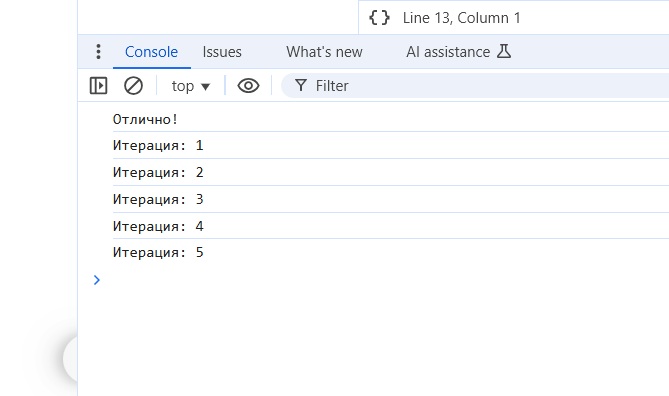 {} Line 13, Column 1
Console Issues What's new AI assistance
top ▼ Filter
Отлично!
Итерация: 1
Итерация: 2
Итерация: 3
Итерация: 4
Итерация: 5
>